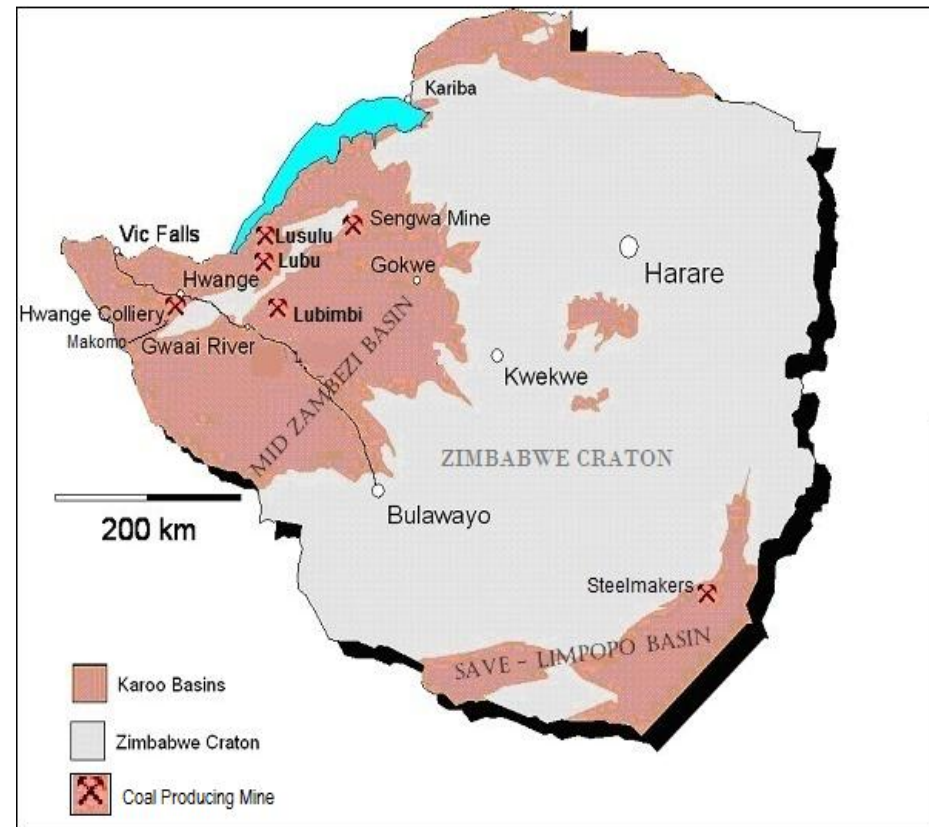 Kariba
Sengwa Mine
Lusulu
Vic Falls
Lubu
Gokwe
Harare
Hwange
Hwange Colliery
Lubimbi
Makomo
Gwaai River
MID ZAMBEZI BASIN
Kwekwe
ZIMBABWE CRATON
200 km
Bulawayo
Steelmakers
SAVE - LIMPOPO BASIN
Karoo Basins
Zimbabwe Craton
Coal Producing Mine